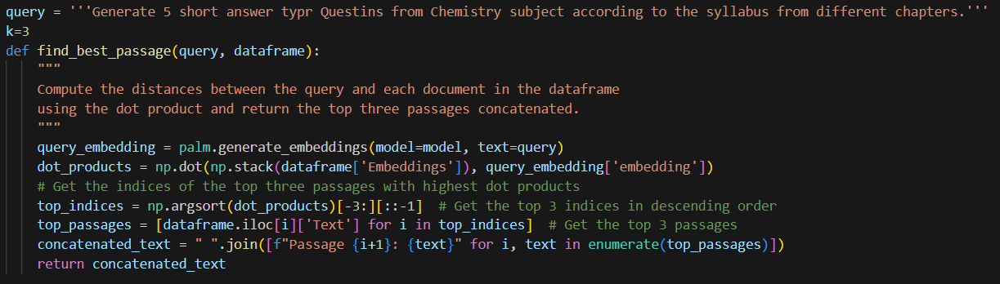 query = '''Generate 5 short answer typr Questins from Chemistry subject according to the syllabus from different chapters.'''
k=3
def find_best_passage(query, dataframe):
    """
    Compute the distances between the query and each document in the dataframe
    using the dot product and return the top three passages concatenated.
    """
    query_embedding = palm.generate_embeddings(model=model, text=query)
    dot_products = np.dot(np.stack(dataframe['Embeddings']), query_embedding['embedding'])
    # Get the indices of the top three passages with highest dot products
    top_indices = np.argsort(dot_products)[-3:][::-1]  # Get the top 3 indices in descending order
    top_passages = [dataframe.iloc[i]['Text'] for i in top_indices]  # Get the top 3 passages
    concatenated_text = " ".join([f"Passage {i+1}: {text}" for i, text in enumerate(top_passages)])
    return concatenated_text